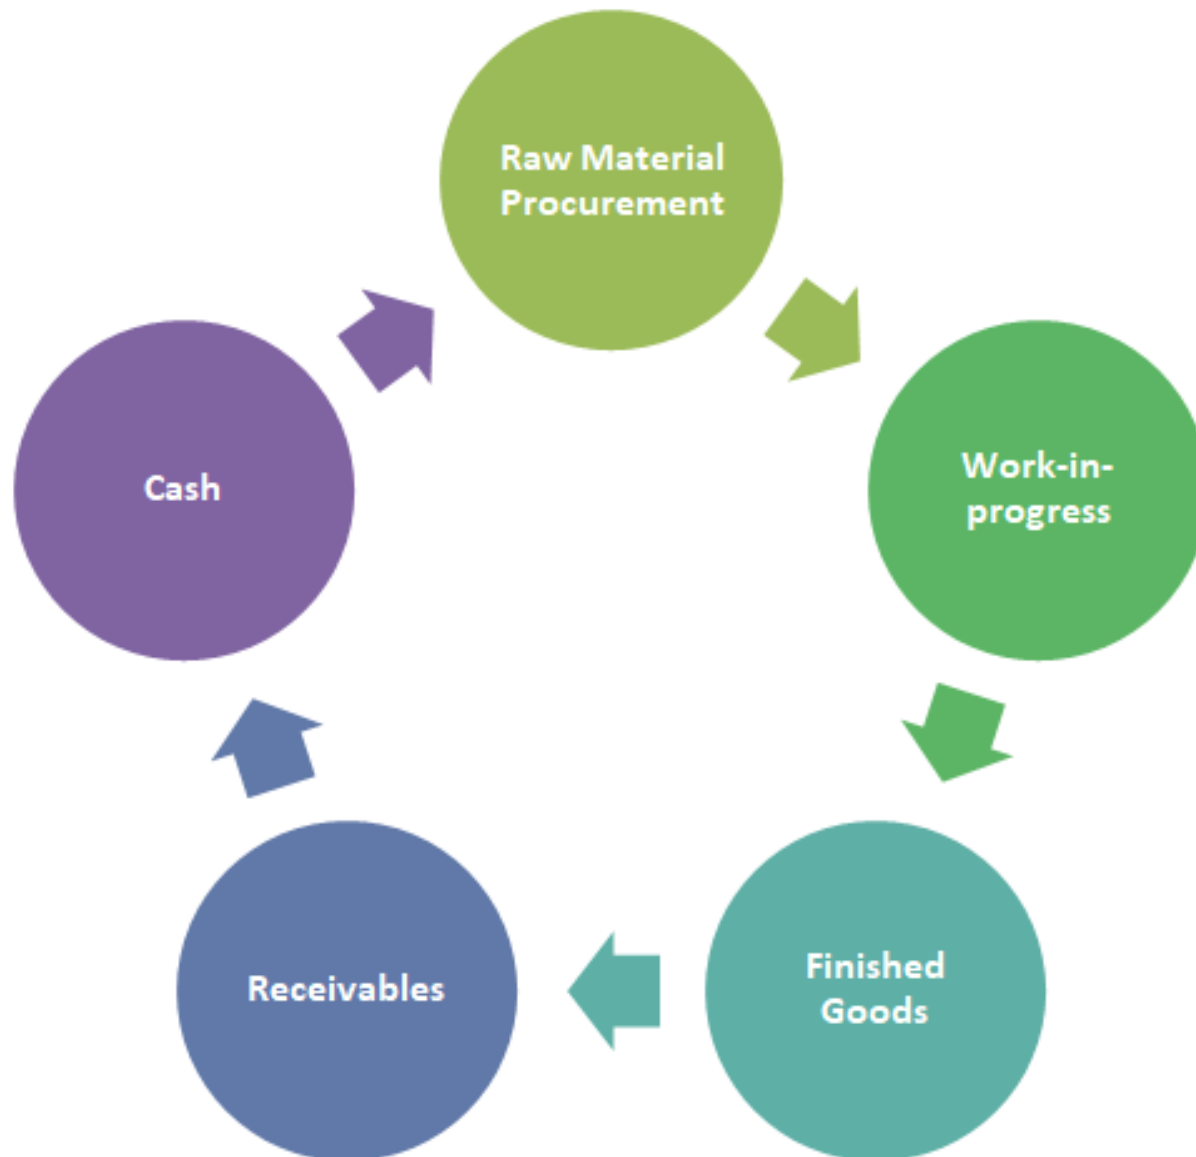 Raw Material
Procurement
Work-in-
progress
Finished
Goods
Receivables
Cash